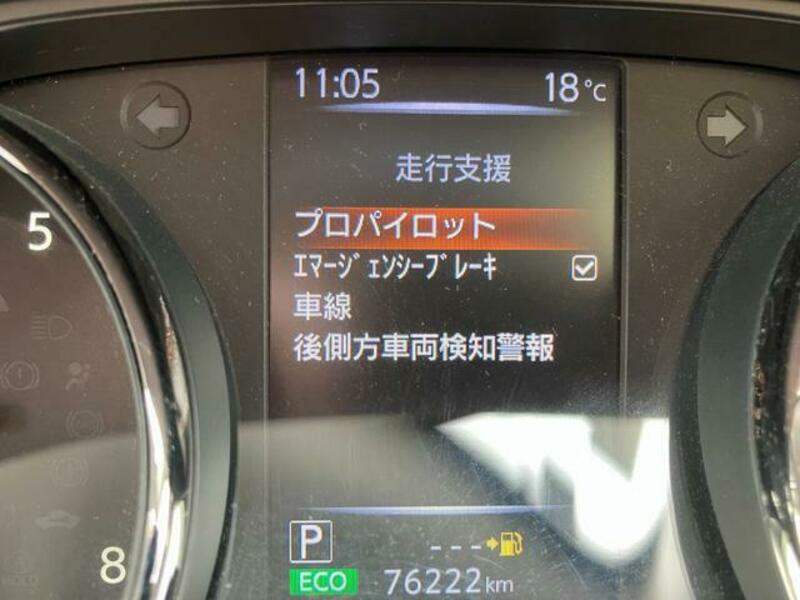 11:05 18℃
走行支援
プロパイロット
ｴﾏｰｼﾞｪﾝｼｰﾌﾞﾚｰｷ
車線
後側方車両検知警報
5
8
P ---
ECO 76222km
HOLD